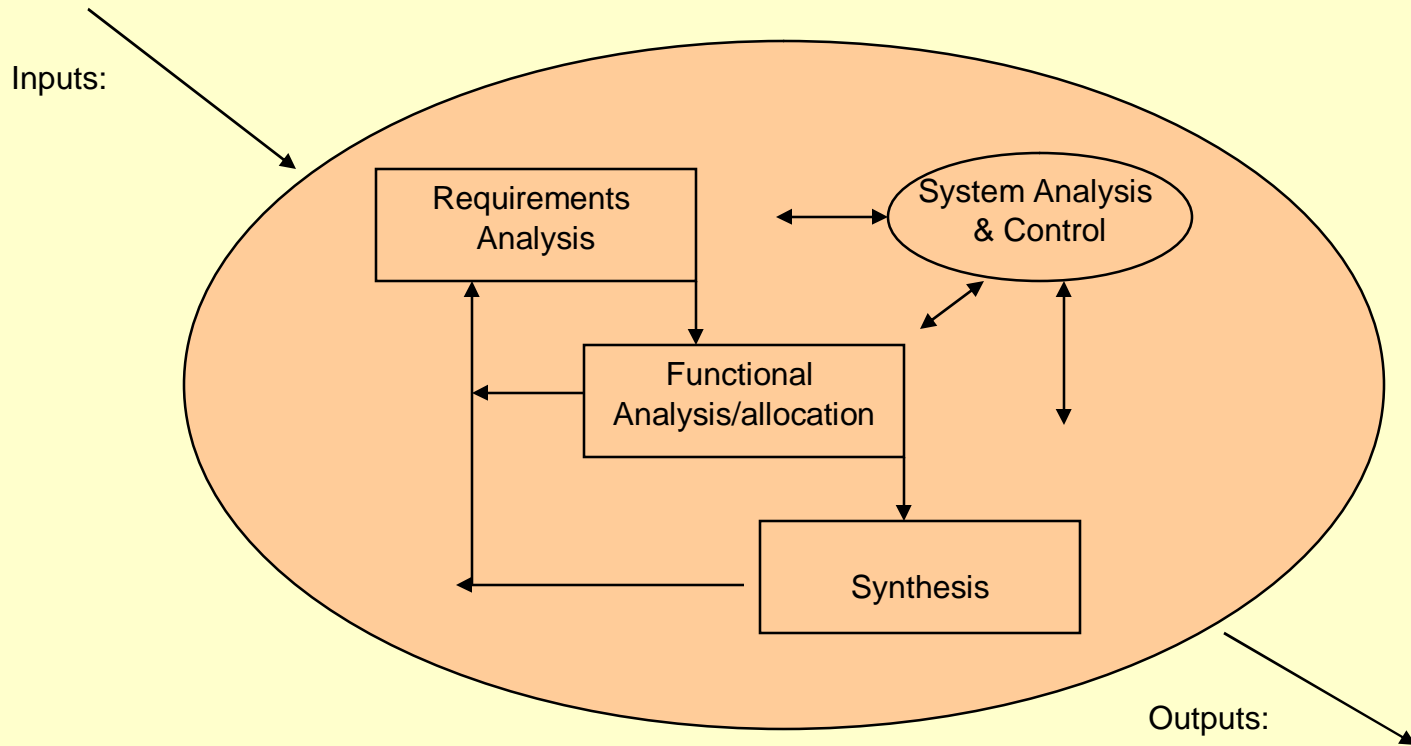 Inputs:
Requirements
Analysis
System Analysis
& Control
Functional
Analysis/allocation
Synthesis
Outputs: